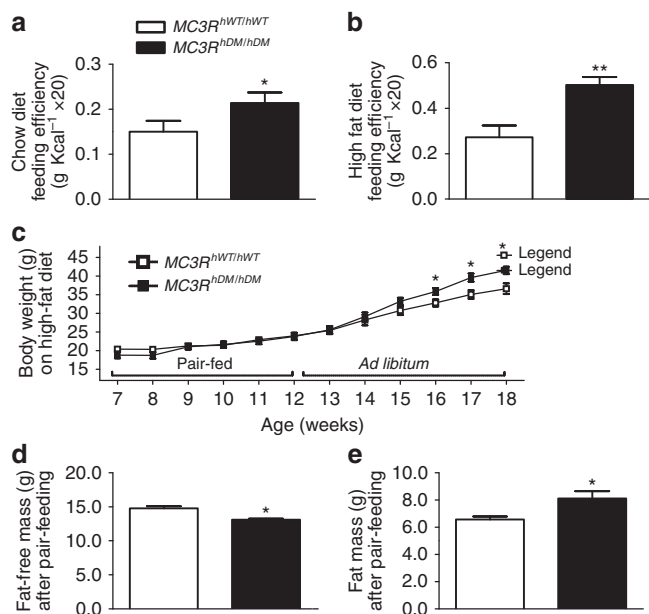 a
MC3R^hWT/hWT
MC3R^hDM/hDM
Chow diet
feeding efficiency
(g Kcal⁻¹ ×20)
0.3
0.2
0.1
0.0
*
b
High fat diet
feeding efficiency
(g Kcal⁻¹ ×20)
0.6
0.4
0.2
0.0
**
c
Body weight (g)
on high-fat diet
45
40
35
30
25
20
15
MC3R^hWT/hWT
MC3R^hDM/hDM
* * *
Legend
Legend
Pair-fed Ad libitum
7 8 9 10 11 12 13 14 15 16 17 18
Age (weeks)
d
Fat-free mass (g)
after pair-feeding
20.0
15.0
10.0
5.0
0.0
*
e
Fat mass (g)
after pair-feeding
10.0
8.0
6.0
4.0
2.0
0.0
*